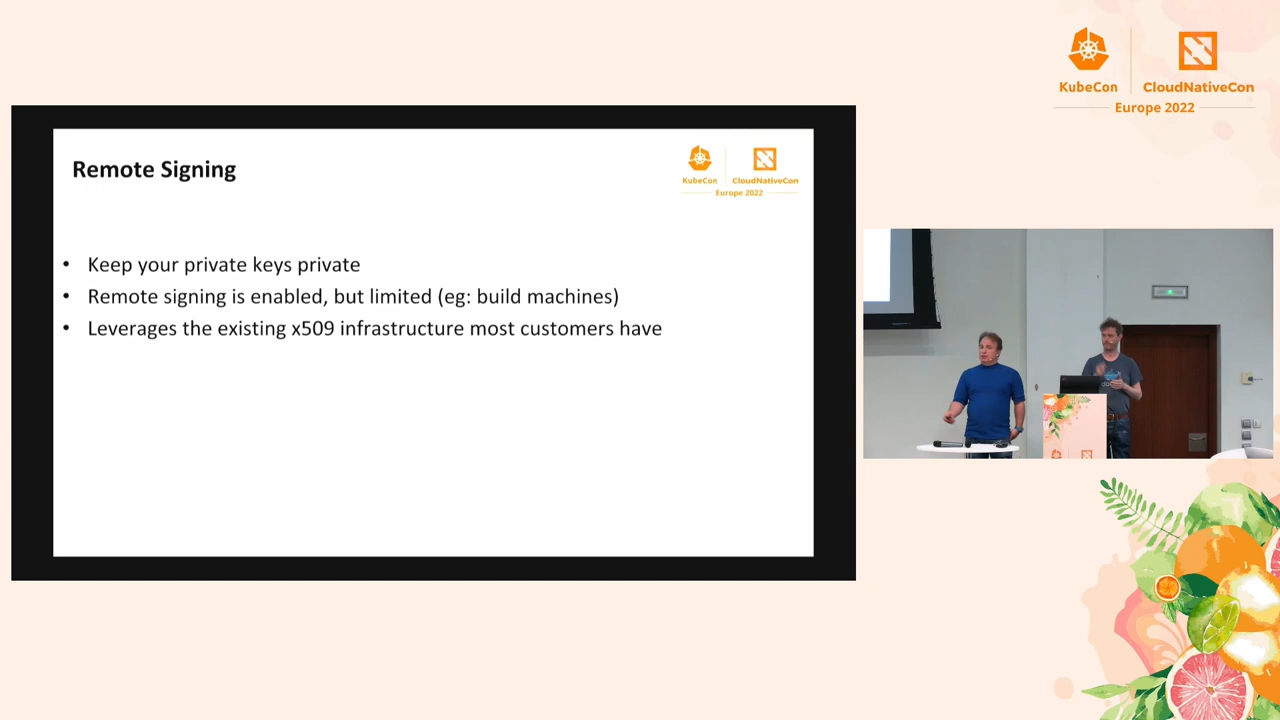 KubeCon
CloudNativeCon
Europe 2022
Remote Signing
KubeCon
CloudNativeCon
Europe 2022
• Keep your private keys private
• Remote signing is enabled, but limited (eg: build machines)
• Leverages the existing x509 infrastructure most customers have